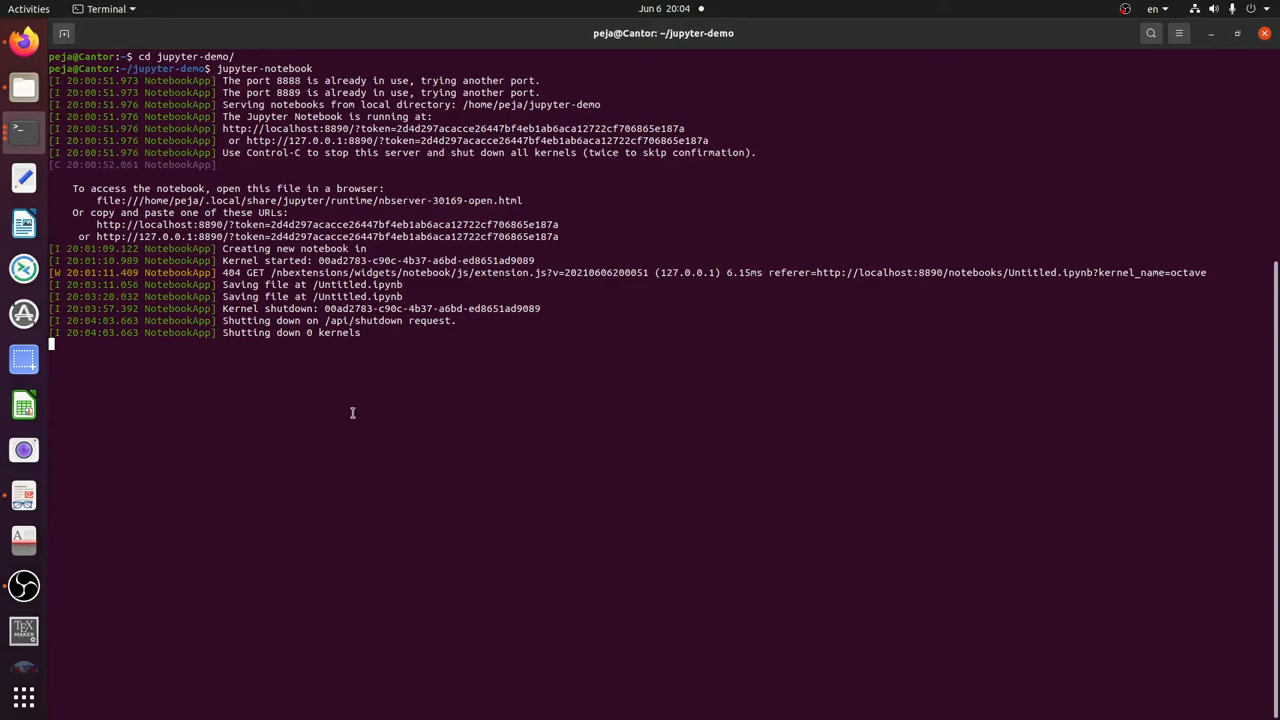 Activities
Terminal
Jun 6 20:04
en
peja@Cantor: ~/jupyter-demo
peja@Cantor:~$ cd jupyter-demo/
peja@Cantor:~/jupyter-demo$ jupyter-notebook
[I 20:00:51.973 NotebookApp] The port 8888 is already in use, trying another port.
[I 20:00:51.973 NotebookApp] The port 8889 is already in use, trying another port.
[I 20:00:51.976 NotebookApp] Serving notebooks from local directory: /home/peja/jupyter-demo
[I 20:00:51.976 NotebookApp] The Jupyter Notebook is running at:
[I 20:00:51.976 NotebookApp] http://localhost:8890/?token=2d4d297acacce26447bf4eb1ab6aca12722cf706865e187a
[I 20:00:51.976 NotebookApp]  or http://127.0.0.1:8890/?token=2d4d297acacce26447bf4eb1ab6aca12722cf706865e187a
[I 20:00:51.976 NotebookApp] Use Control-C to stop this server and shut down all kernels (twice to skip confirmation).
[C 20:00:52.061 NotebookApp]
To access the notebook, open this file in a browser:
file:///home/peja/.local/share/jupyter/runtime/nbserver-30169-open.html
Or copy and paste one of these URLs:
http://localhost:8890/?token=2d4d297acacce26447bf4eb1ab6aca12722cf706865e187a
or http://127.0.0.1:8890/?token=2d4d297acacce26447bf4eb1ab6aca12722cf706865e187a
[I 20:01:09.122 NotebookApp] Creating new notebook in
[I 20:01:10.989 NotebookApp] Kernel started: 00ad2783-c90c-4b37-a6bd-ed8651ad9089
[W 20:01:11.409 NotebookApp] 404 GET /nbextensions/widgets/notebook/js/extension.js?v=20210606200051 (127.0.0.1) 6.15ms referer=http://localhost:8890/notebooks/Untitled.ipynb?kernel_name=octave
[I 20:03:11.056 NotebookApp] Saving file at /Untitled.ipynb
[I 20:03:20.032 NotebookApp] Saving file at /Untitled.ipynb
[I 20:03:57.392 NotebookApp] Kernel shutdown: 00ad2783-c90c-4b37-a6bd-ed8651ad9089
[I 20:04:03.663 NotebookApp] Shutting down on /api/shutdown request.
[I 20:04:03.663 NotebookApp] Shutting down 0 kernels
A
TEX
MAKER